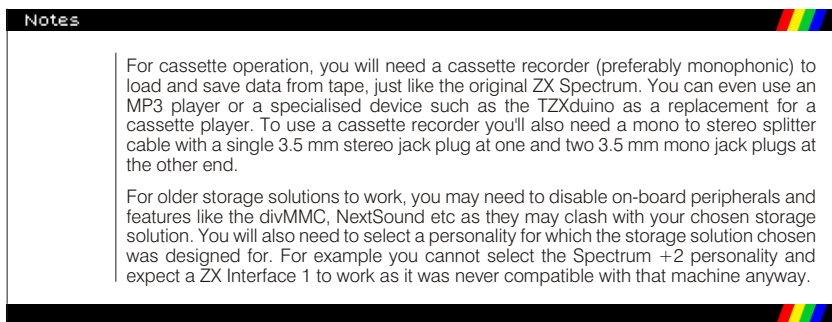 Notes
For cassette operation, you will need a cassette recorder (preferably monophonic) to
load and save data from tape, just like the original ZX Spectrum. You can even use an
MP3 player or a specialised device such as the TZXduino as a replacement for a
cassette player. To use a cassette recorder you'll also need a mono to stereo splitter
cable with a single 3.5 mm stereo jack plug at one and two 3.5 mm mono jack plugs at
the other end.
For older storage solutions to work, you may need to disable on-board peripherals and
features like the divMMC, NextSound etc as they may clash with your chosen storage
solution. You will also need to select a personality for which the storage solution chosen
was designed for. For example you cannot select the Spectrum +2 personality and
expect a ZX Interface 1 to work as it was never compatible with that machine anyway.